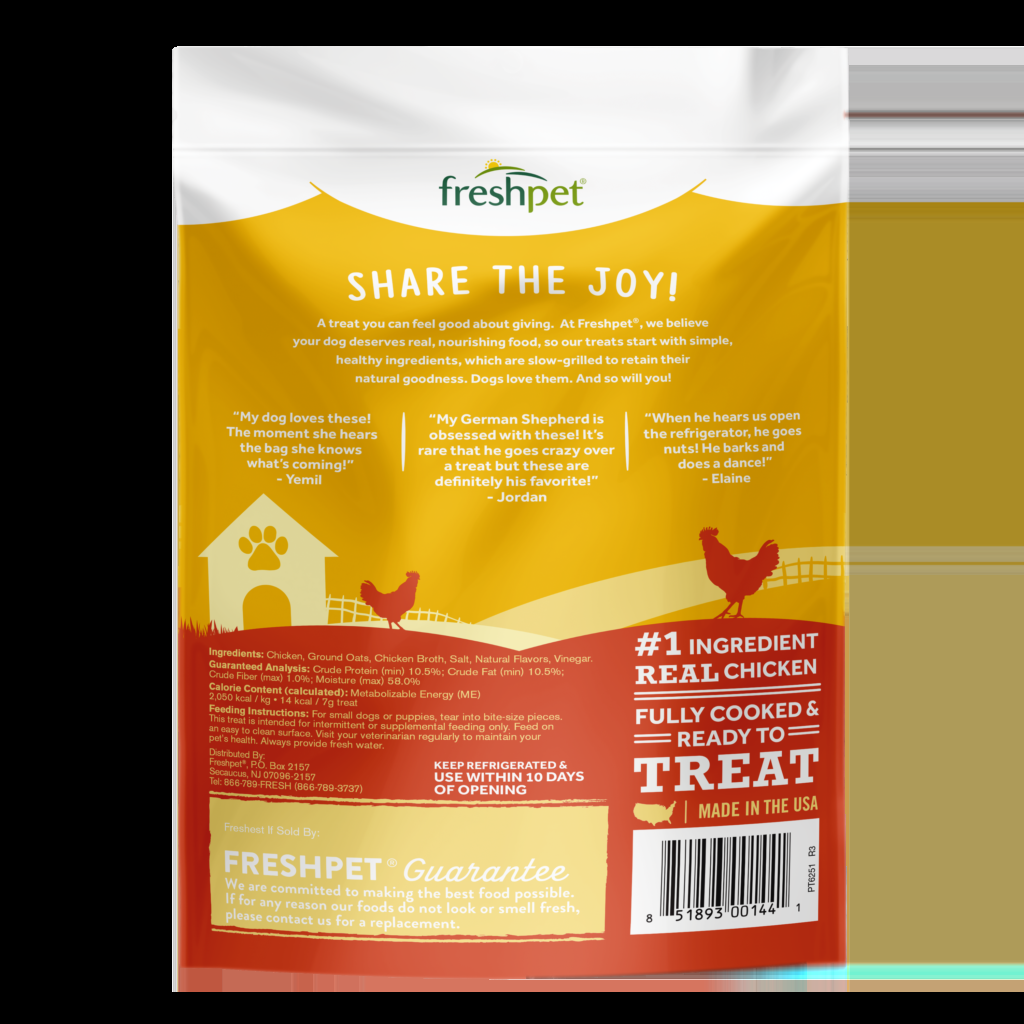 freshpet®
SHARE THE JOY!
A treat you can feel good about giving. At Freshpet®, we believe
your dog deserves real, nourishing food, so our treats start with simple,
healthy ingredients, which are slow-grilled to retain their
natural goodness. Dogs love them. And so will you!
“My dog loves these!
The moment she hears
the bag she knows
what’s coming!”
- Yemil
“My German Shepherd is
obsessed with these! It’s
rare that he goes crazy over
a treat but these are
definitely his favorite!”
- Jordan
“When he hears us open
the refrigerator, he goes
nuts! He barks and
does a dance!”
- Elaine
Ingredients: Chicken, Ground Oats, Chicken Broth, Salt, Natural Flavors, Vinegar.
Guaranteed Analysis: Crude Protein (min) 10.5%; Crude Fat (min) 10.5%;
Crude Fiber (max) 1.0%; Moisture (max) 58.0%
Calorie Content (calculated): Metabolizable Energy (ME)
2,050 kcal / kg • 14 kcal / 7g treat
Feeding Instructions: For small dogs or puppies, tear into bite-size pieces.
This treat is intended for intermittent or supplemental feeding only. Feed on
an easy to clean surface. Visit your veterinarian regularly to maintain your
pet’s health. Always provide fresh water.
Distributed By:
Freshpet®, P.O. Box 2157
Secaucus, NJ 07096-2157
Tel: 866-789-FRESH (866-789-3737)
KEEP REFRIGERATED &
USE WITHIN 10 DAYS
OF OPENING
Freshest If Sold By:
FRESHPET® Guarantee
We are committed to making the best food possible.
If for any reason our foods do not look or smell fresh,
please contact us for a replacement.
#1 INGREDIENT
REAL CHICKEN
FULLY COOKED &
READY TO
TREAT
MADE IN THE USA
PT6251 R3
8 51893 00144 1